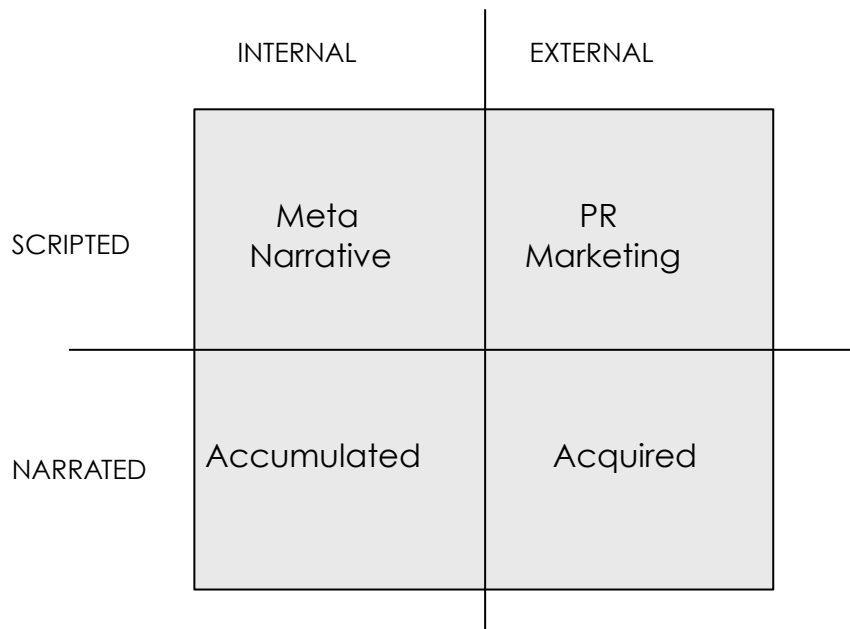 INTERNAL
EXTERNAL
SCRIPTED
Meta
Narrative
PR
Marketing
NARRATED
Accumulated
Acquired